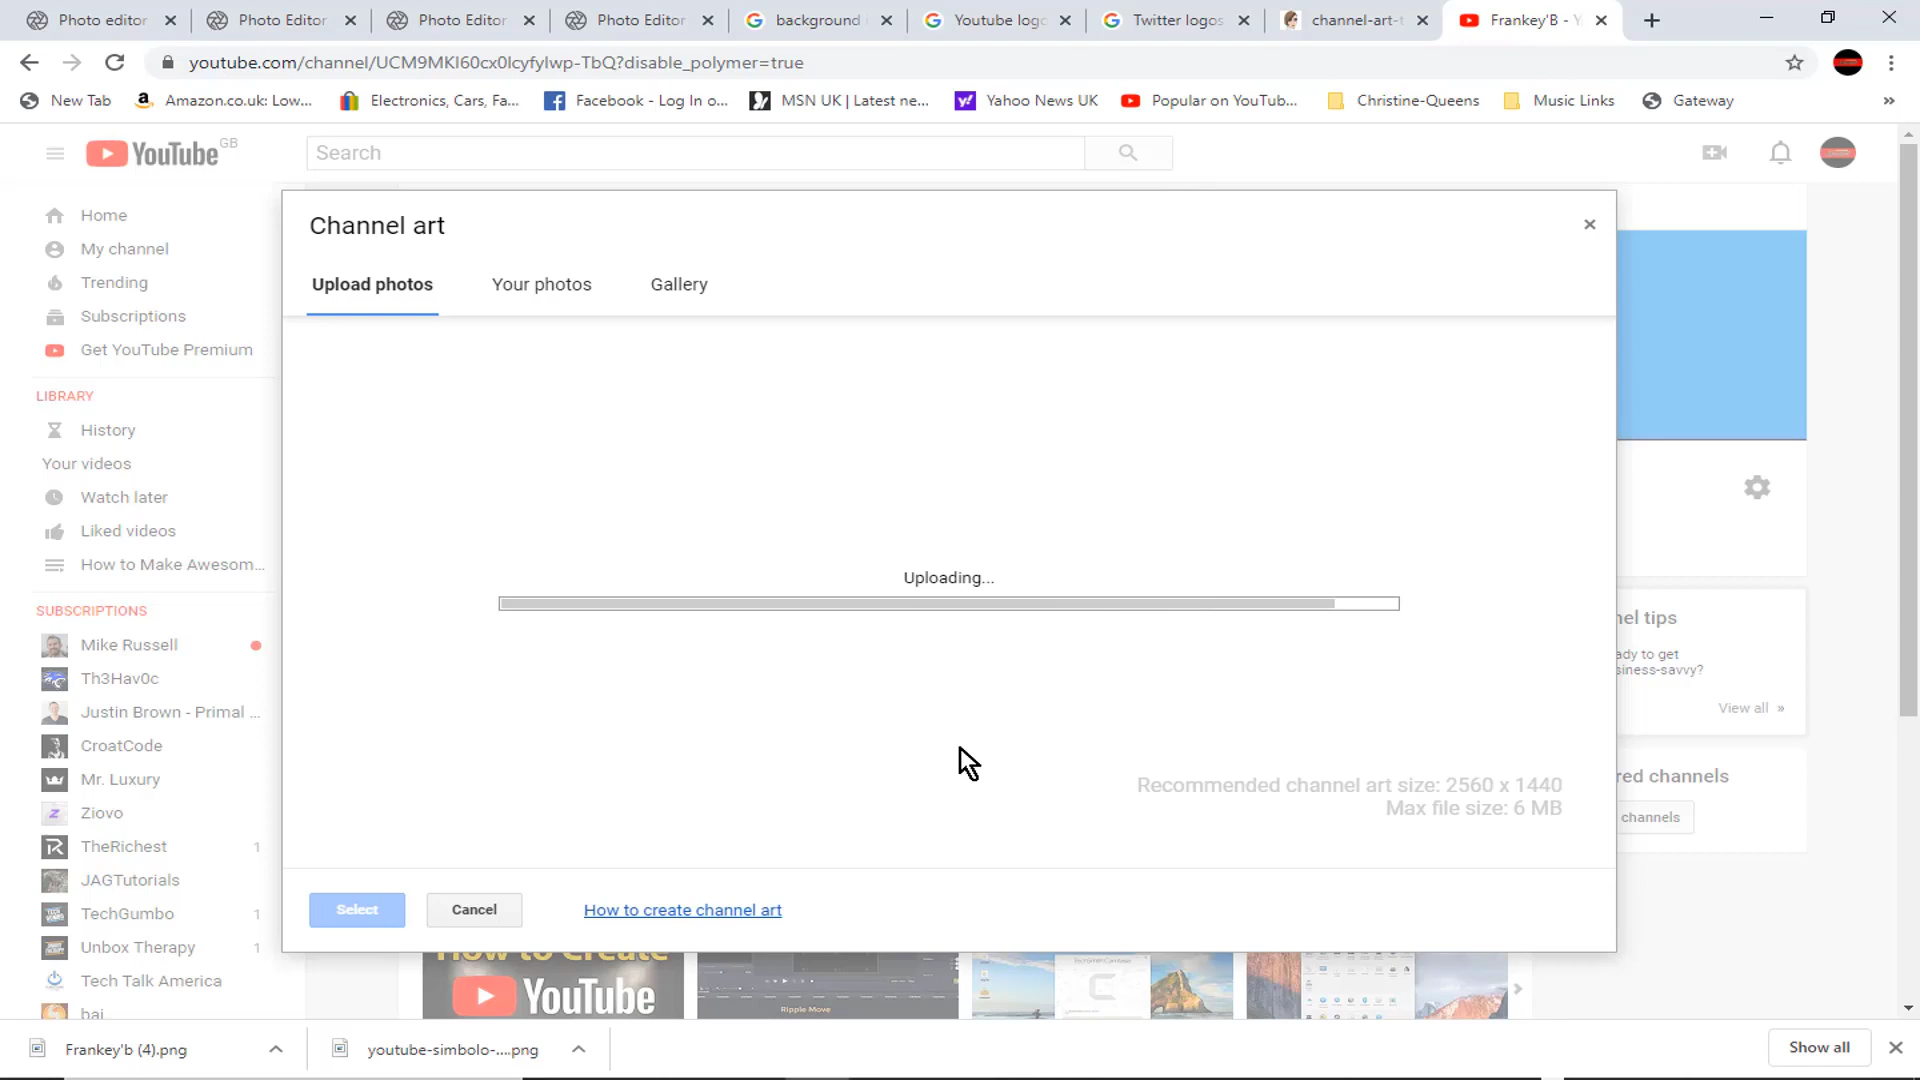 Photo editor
Photo Editor
Photo Editor
Photo Editor
background
Youtube logo
Twitter logos
channel-art-t
Frankey'B - Y
youtube.com/channel/UCM9MKI60cx0lcyfyIwp-TbQ?disable_polymer=true
New Tab
Amazon.co.uk: Low...
Electronics, Cars, Fa...
Facebook - Log In o...
MSN UK | Latest ne...
Yahoo News UK
Popular on YouTub...
Christine-Queens
Music Links
Gateway
»
YouTube GB
Search
Home
My channel
Trending
Subscriptions
Get YouTube Premium
LIBRARY
History
Your videos
Watch later
Liked videos
How to Make Awesom...
SUBSCRIPTIONS
Mike Russell
Th3Hav0c
Justin Brown - Primal ...
CroatCode
Mr. Luxury
Ziovo
TheRichest 1
JAGTutorials
TechGumbo 1
Unbox Therapy 1
Tech Talk America
bai
Channel art
Upload photos
Your photos
Gallery
Uploading...
Recommended channel art size: 2560 x 1440
Max file size: 6 MB
Select
Cancel
How to create channel art
nel tips
ady to get
siness-savvy?
View all »
red channels
channels
How to Create
YouTube
Ripple Move
Frankey'b (4).png
youtube-simbolo-....png
Show all